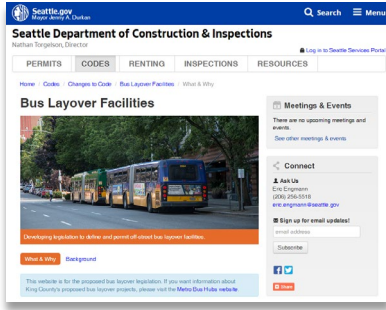 Seattle.gov
Mayor Jenny A. Durkan
Search
Menu
Seattle Department of Construction & Inspections
Nathan Torgelson, Director
Log in to Seattle Services Portal
PERMITS
CODES
RENTING
INSPECTIONS
RESOURCES
Home / Codes / Changes to Code / Bus Layover Facilities / What & Why
Bus Layover Facilities
Developing legislation to define and permit off-street bus layover facilities.
What & Why
Background
This website is for the proposed bus layover legislation. If you want information about
King County's proposed bus layover projects, please visit the Metro Bus Hubs website
Meetings & Events
There are no upcoming meetings and
events.
See other meetings & events
Connect
Ask Us
Eric Engmann
(206) 256-5518
eric.engmann@seattle.gov
Sign up for email updates!
email address
Subscribe
Share